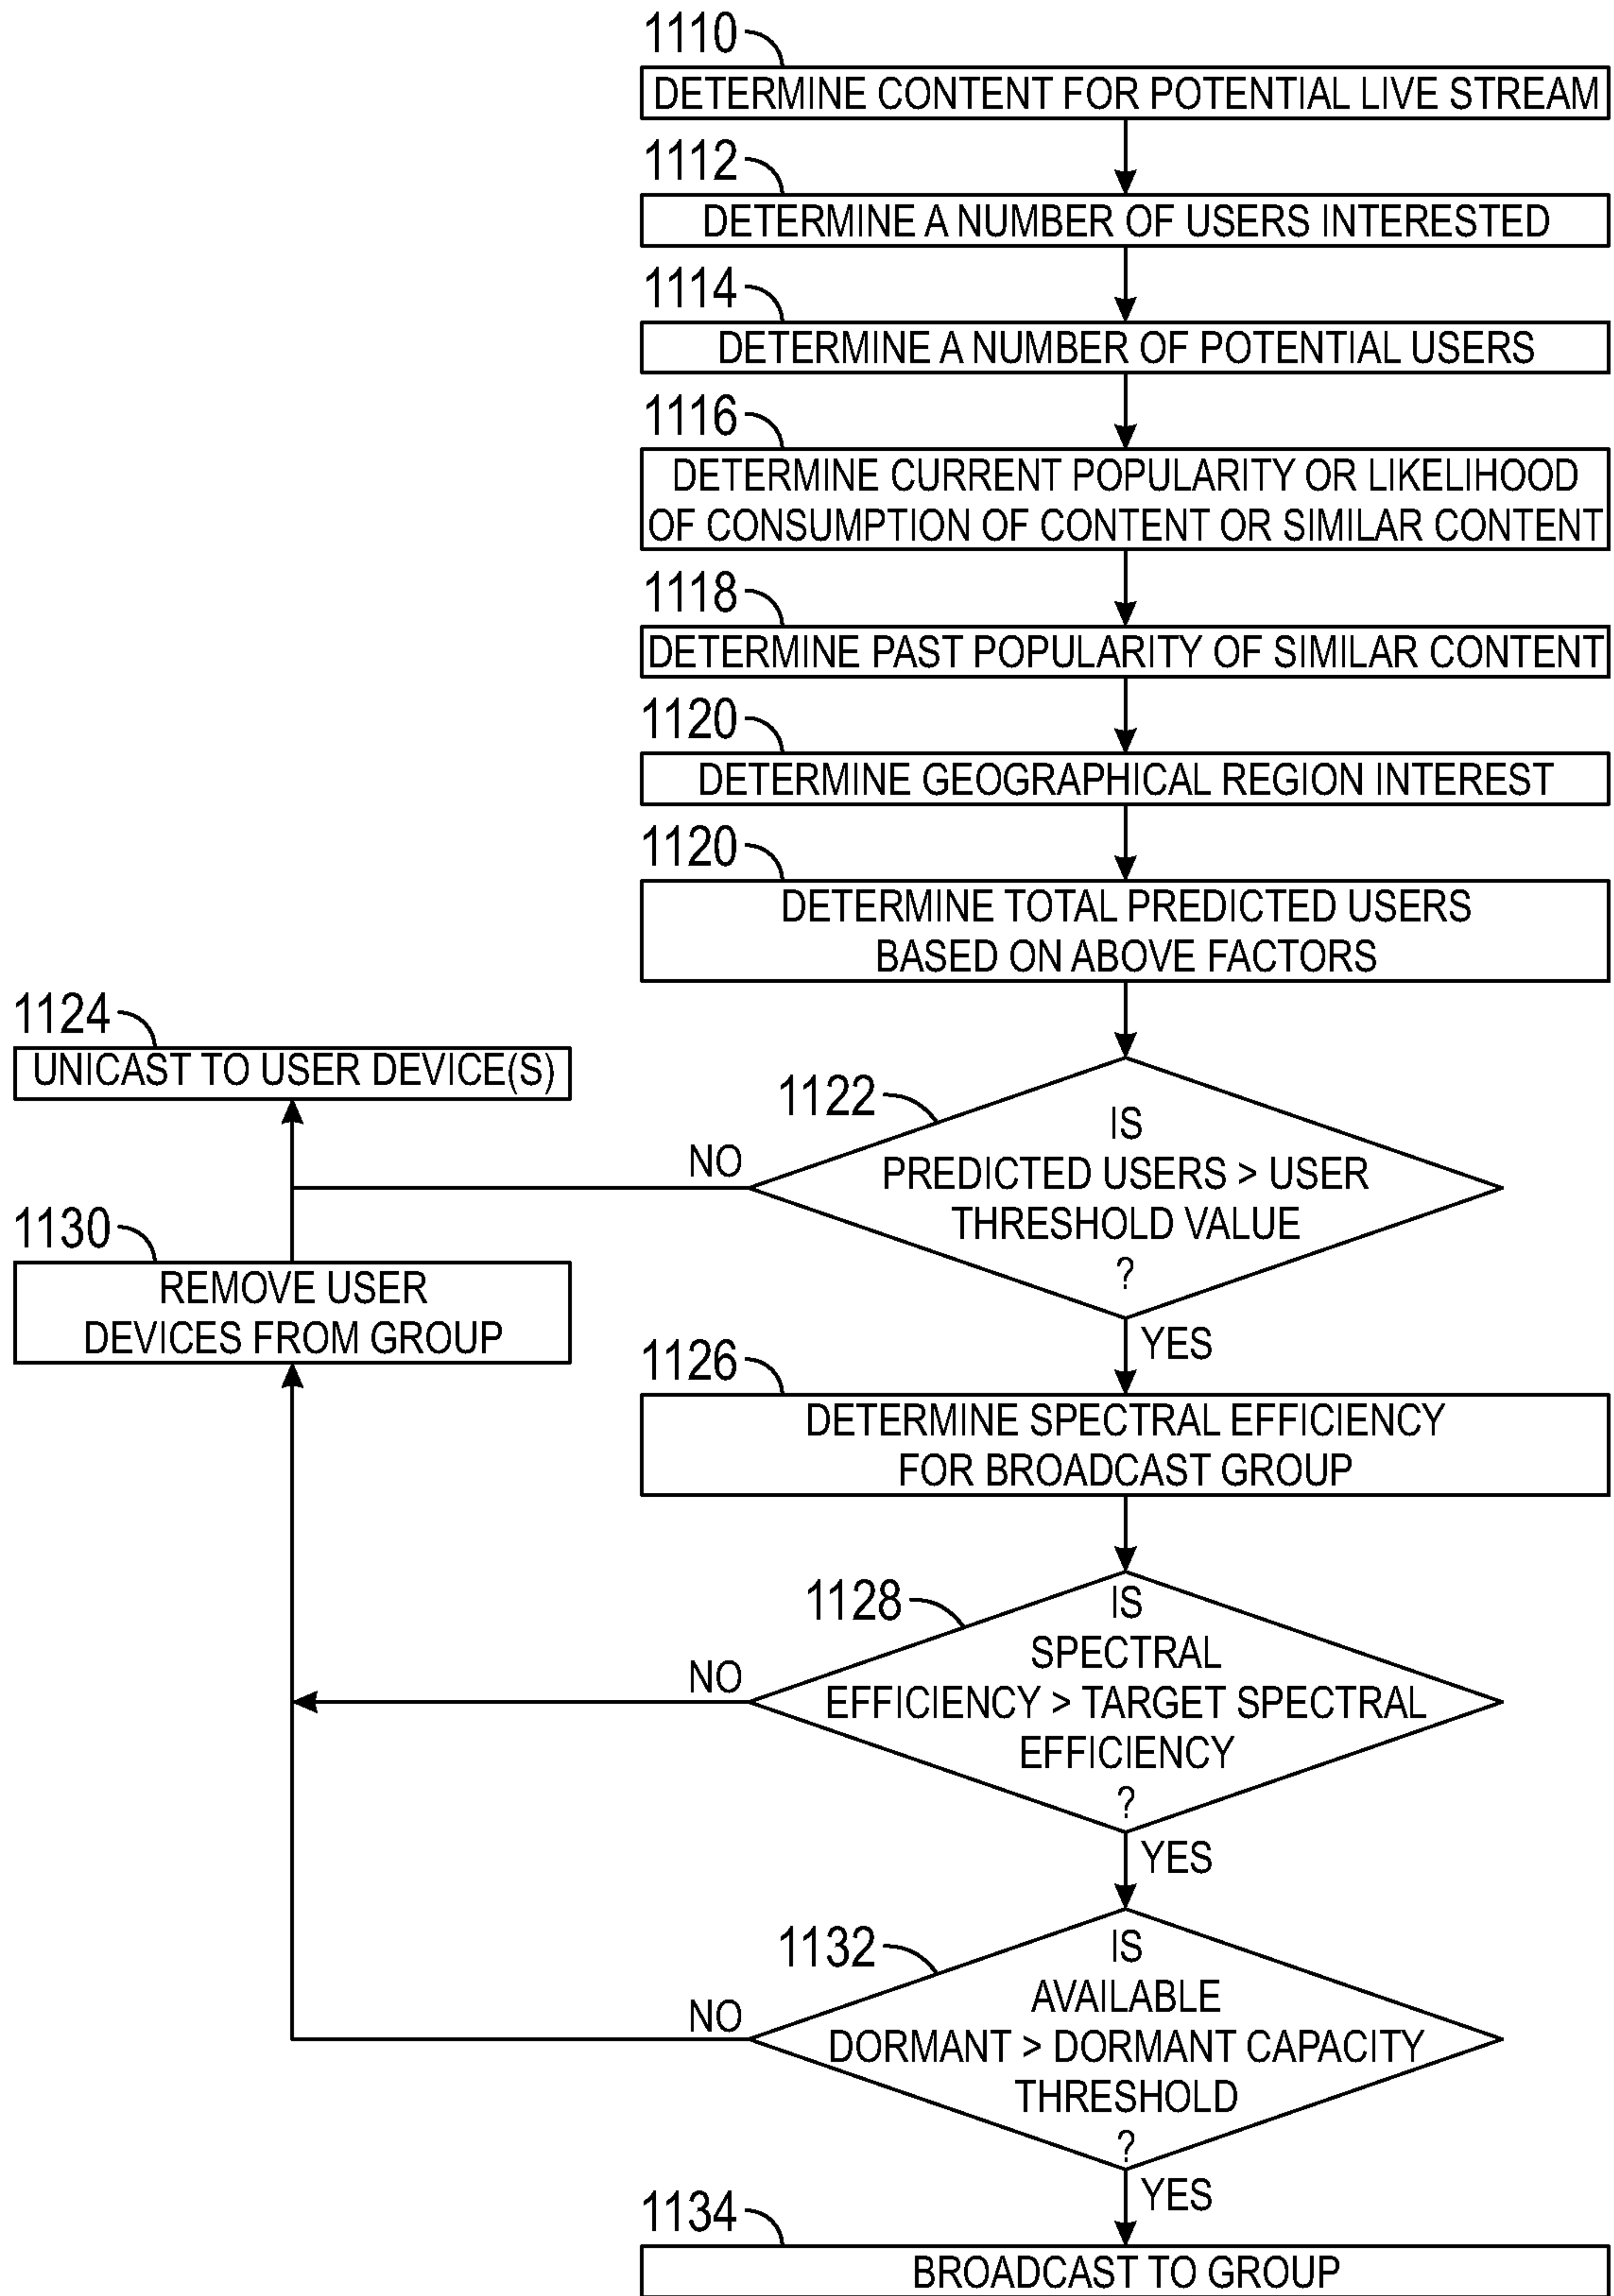 1110
DETERMINE CONTENT FOR POTENTIAL LIVE STREAM
1112
DETERMINE A NUMBER OF USERS INTERESTED
1114
DETERMINE A NUMBER OF POTENTIAL USERS
1116
DETERMINE CURRENT POPULARITY OR LIKELIHOOD
OF CONSUMPTION OF CONTENT OR SIMILAR CONTENT
1118
DETERMINE PAST POPULARITY OF SIMILAR CONTENT
1120
DETERMINE GEOGRAPHICAL REGION INTEREST
1120
DETERMINE TOTAL PREDICTED USERS
BASED ON ABOVE FACTORS
1124
UNICAST TO USER DEVICE(S)
1122
IS
PREDICTED USERS > USER
THRESHOLD VALUE
?
NO
YES
1130
REMOVE USER
DEVICES FROM GROUP
1126
DETERMINE SPECTRAL EFFICIENCY
FOR BROADCAST GROUP
1128
IS
SPECTRAL
EFFICIENCY > TARGET SPECTRAL
EFFICIENCY
?
NO
YES
1132
IS
AVAILABLE
DORMANT > DORMANT CAPACITY
THRESHOLD
?
NO
YES
1134
BROADCAST TO GROUP